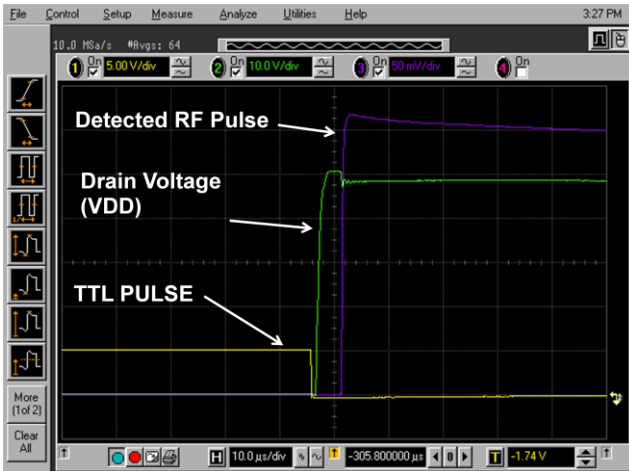 File Control Setup Measure Analyze Utilities Help 3:27 PM
10.0 MSa/s #Avgs: 64
1 On 5.00 V/div 2 On 10.0 V/div 3 On 50 mV/div 4 On
Detected RF Pulse
Drain Voltage
(VDD)
TTL PULSE
More
(1of 2)
Clear
All
H 10.0 µs/div -305.800000 µs 0 T -1.74 V